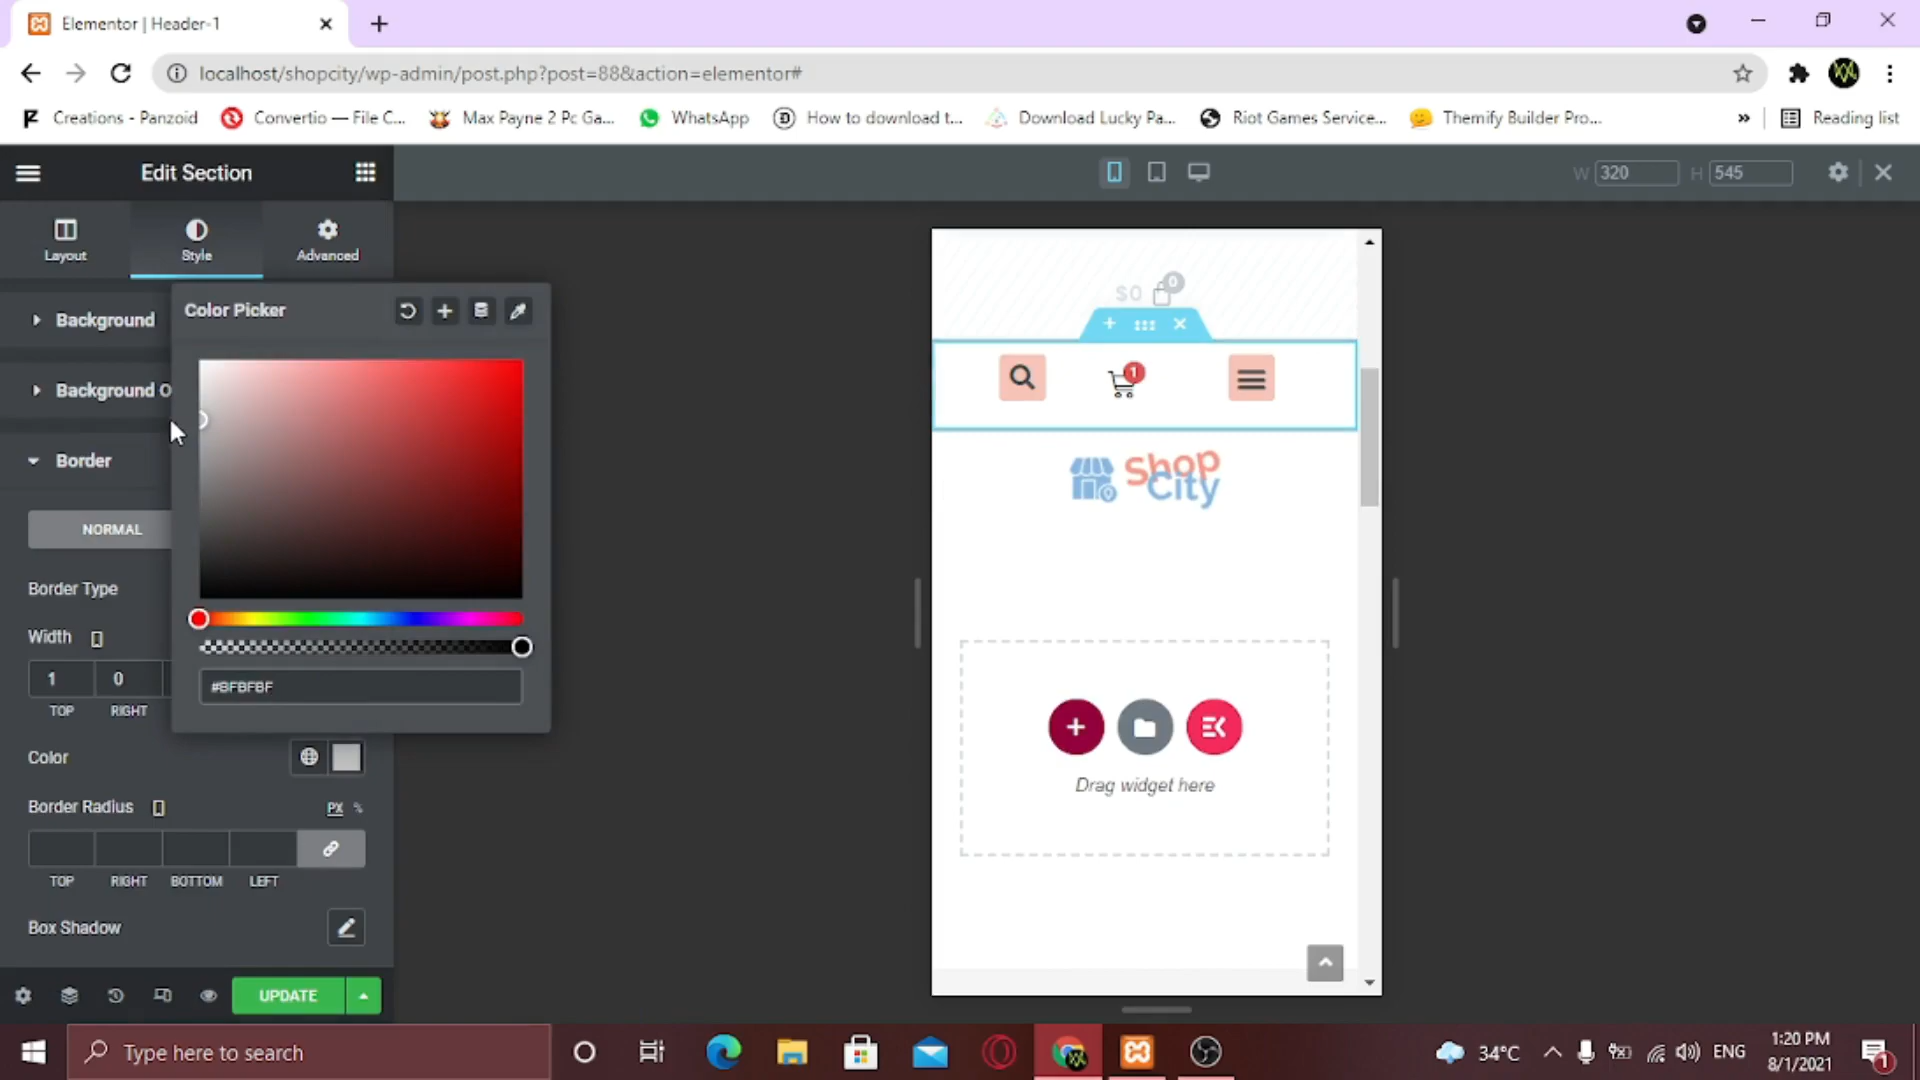 Elementor | Header-1
localhost/shopcity/wp-admin/post.php?post=88&action=elementor#
Creations - Panzoid
Convertio — File C...
Max Payne 2 Pc Ga...
WhatsApp
How to download t...
Download Lucky Pa...
Riot Games Service...
Themify Builder Pro...
»
Reading list
Edit Section
W 320 H 545
Layout
Style
Advanced
Background
Color Picker
Background O
Border
NORMAL
Border Type
Width
1 0
TOP RIGHT
#BFBFBF
Color
Border Radius
PX %
TOP RIGHT BOTTOM LEFT
Box Shadow
UPDATE
$0 0
1
Shop
City
Drag widget here
Type here to search
34°C
ENG
1:20 PM
8/1/2021
1